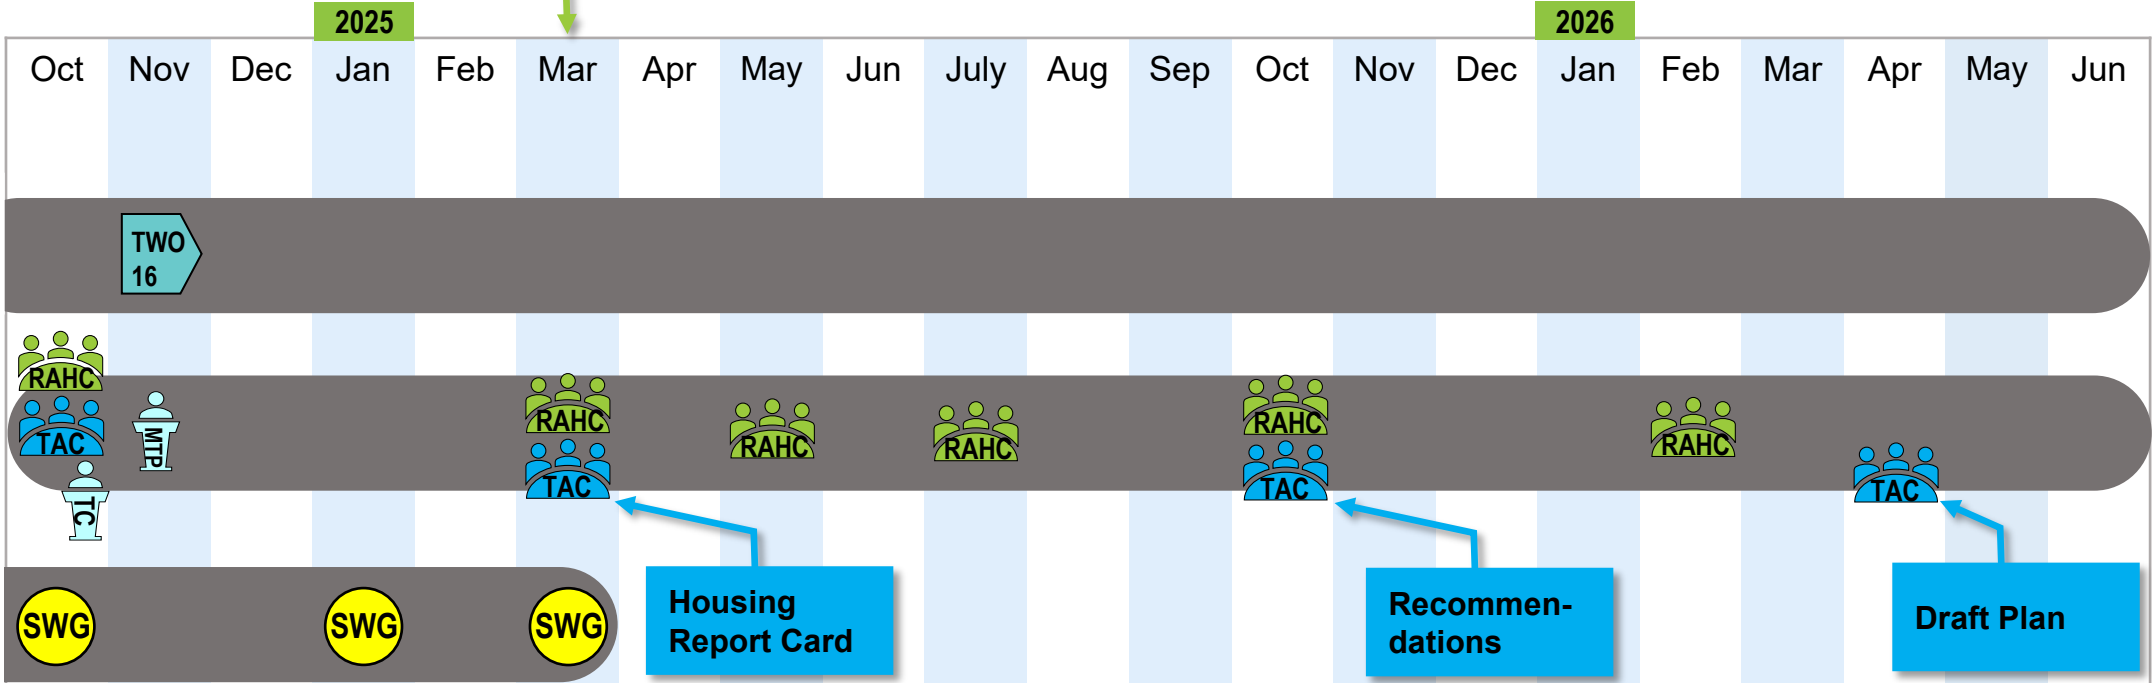 2025
2026
Oct Nov Dec Jan Feb Mar Apr May Jun July Aug Sep Oct Nov Dec Jan Feb Mar Apr May Jun
TWO
16
RAHC
TAC
TC
MTP
RAHC
TAC
RAHC
RAHC
RAHC
TAC
RAHC
TAC
SWG
SWG
SWG
Housing
Report Card
Recommen-
dations
Draft Plan